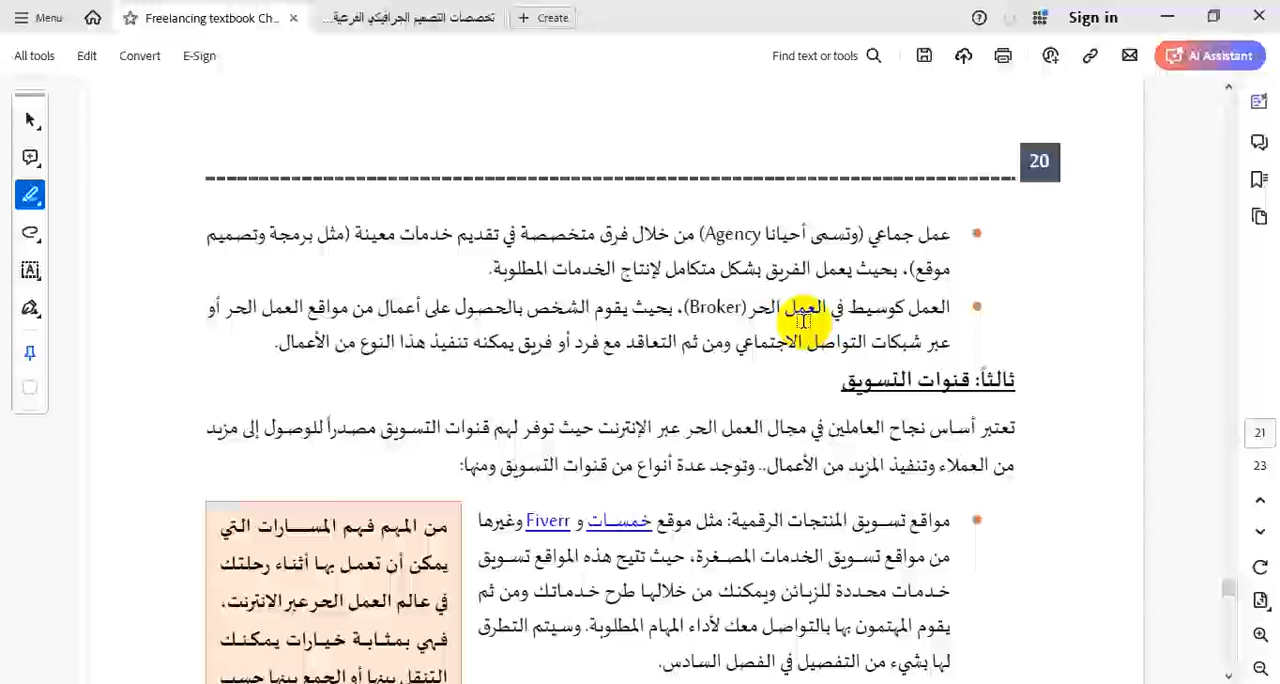 Menu
Freelancing textbook Ch...
تخصصات التصميم الجرافيكي الفرعية...
+ Create
Sign in
All tools
Edit
Convert
E-Sign
Find text or tools
AI Assistant
20
عمل جماعي (وتسمى أحيانا Agency) من خلال فرق متخصصة في تقديم خدمات معينة (مثل برمجة وتصميم
موقع)، بحيث يعمل الفريق بشكل متكامل لإنتاج الخدمات المطلوبة.
العمل كوسيط في العمل الحر (Broker)، بحيث يقوم الشخص بالحصول على أعمال من مواقع العمل الحر أو
عبر شبكات التواصل الاجتماعي ومن ثم التعاقد مع فرد أو فريق يمكنه تنفيذ هذا النوع من الأعمال.
ثالثاً: قنوات التسويق
تعتبر أساس نجاح العاملين في مجال العمل الحر عبر الإنترنت حيث توفر لهم قنوات التسويق مصدراً للوصول إلى مزيد
من العملاء وتنفيذ المزيد من الأعمال.. وتوجد عدة أنواع من قنوات التسويق ومنها:
مواقع تسويق المنتجات الرقمية: مثل موقع خمسات و Fiverr وغيرها
من مواقع تسويق الخدمات المصغرة، حيث تتيح هذه المواقع تسويق
خدمات محددة للزبائن ويمكنك من خلالها طرح خدماتك ومن ثم
يقوم المهتمون بها بالتواصل معك لأداء المهام المطلوبة. وسيتم التطرق
لها بشيء من التفصيل في الفصل السادس.
من المهم فهم المسارات التي
يمكن أن تعمل بها أثناء رحلتك
في عالم العمل الحر عبر الانترنت،
فهي بمثابة خيارات يمكنك
التنقل بينها أو الجمع بينها حسب
21
23